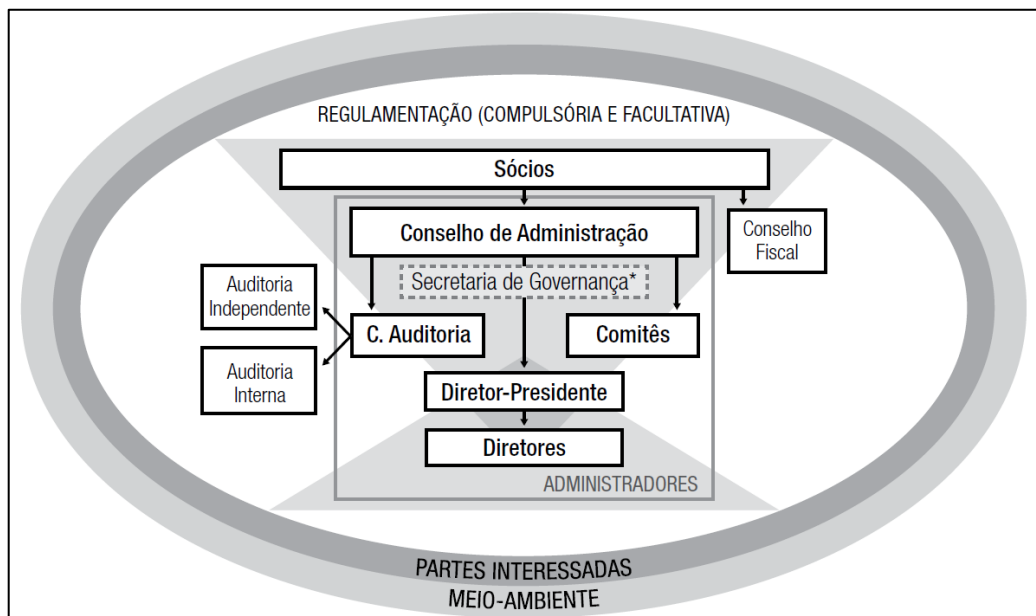 REGULAMENTAÇÃO (COMPULSÓRIA E FACULTATIVA)
Sócios
Conselho de Administração
Conselho
Fiscal
Secretaria de Governança*
Auditoria
Independente
C. Auditoria
Comitês
Auditoria
Interna
Diretor-Presidente
Diretores
ADMINISTRADORES
PARTES INTERESSADAS
MEIO-AMBIENTE